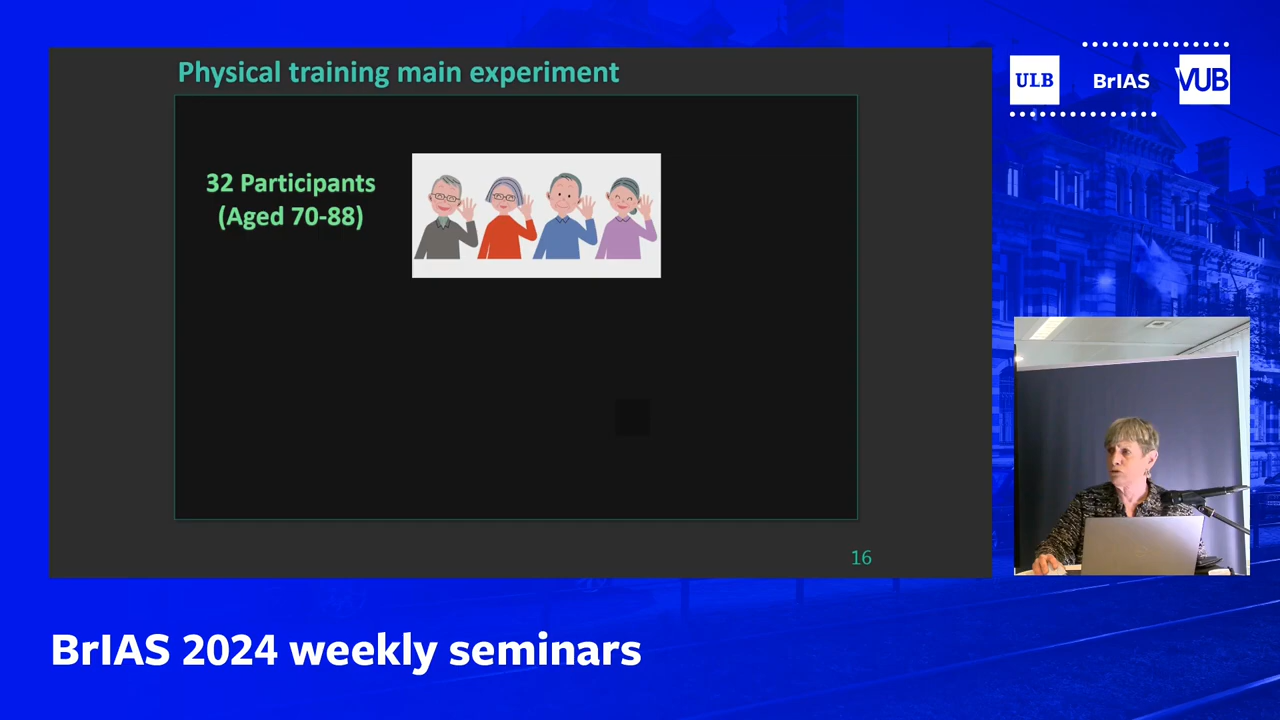 Physical training main experiment
32 Participants
(Aged 70-88)
16
ULB
BrIAS
VUB
BrIAS 2024 weekly seminars